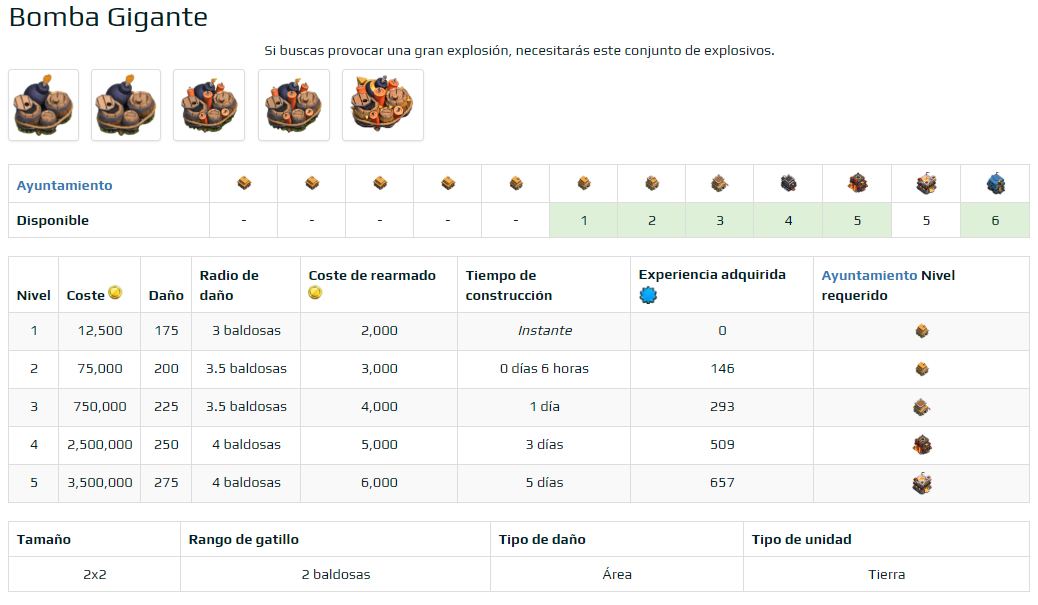 Bomba Gigante
Si buscas provocar una gran explosión, necesitarás este conjunto de explosivos.
Ayuntamiento
Disponible - - - - - 1 2 3 4 5 5 6
Nivel Coste Daño Radio de daño Coste de rearmado Tiempo de construcción Experiencia adquirida Ayuntamiento Nivel requerido
1 12,500 175 3 baldosas 2,000 Instante 0
2 75,000 200 3.5 baldosas 3,000 0 días 6 horas 146
3 750,000 225 3.5 baldosas 4,000 1 día 293
4 2,500,000 250 4 baldosas 5,000 3 días 509
5 3,500,000 275 4 baldosas 6,000 5 días 657
Tamaño Rango de gatillo Tipo de daño Tipo de unidad
2x2 2 baldosas Área Tierra